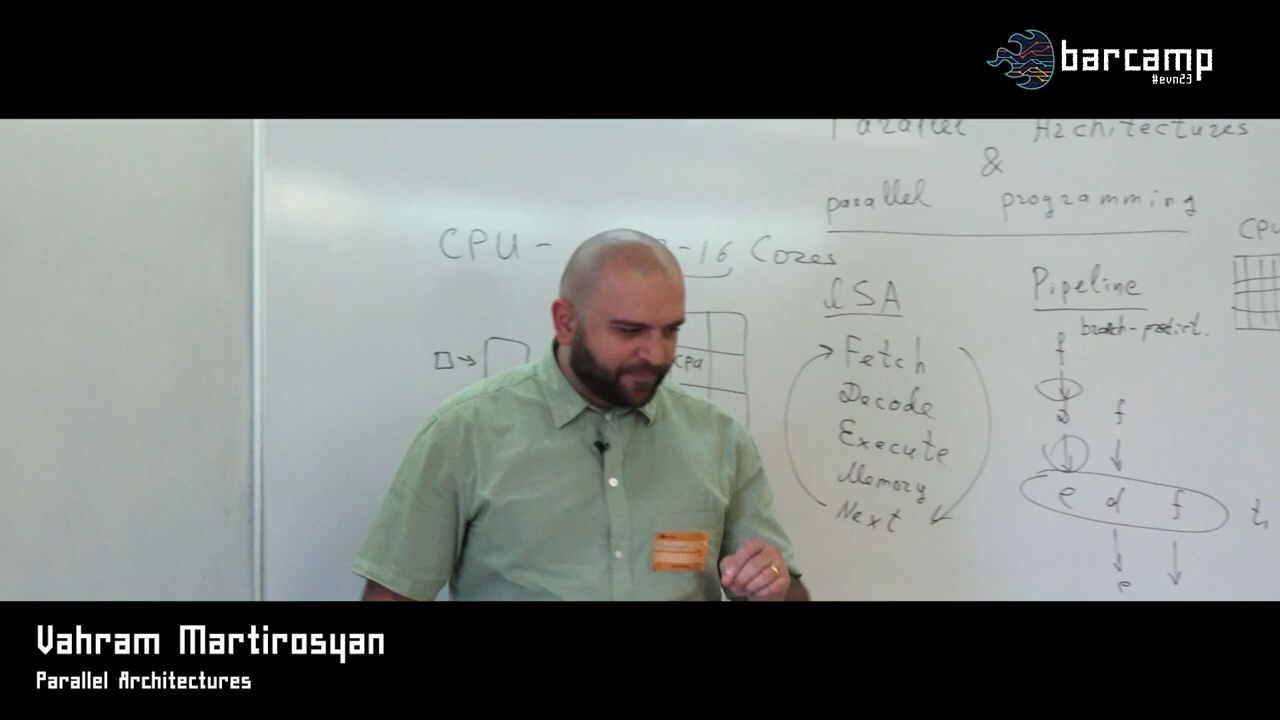 barcamp
#evn23
Parallel Architectures
&
parallel programming
CPU - -16 Cores
CPU
ISA
Pipeline
f
Fetch
CPU
Decode
D f
Execute
Memory
e d f
Next
t₁
e
Vahram Martirosyan
Parallel Architectures